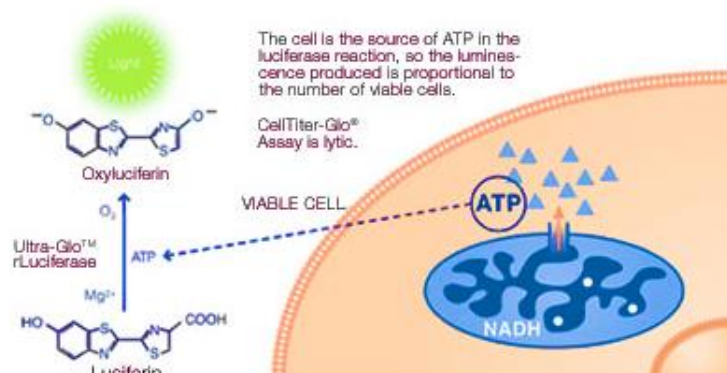 Light
The cell is the source of ATP in the
luciferase reaction, so the lumines-
cence produced is proportional to
the number of viable cells.
CellTiter-Glo®
Assay is lytic.
O⁻
S
O⁻
N
N
S
Oxyluciferin
O₂
VIABLE CELL
ATP
Ultra-Glo™
rLuciferase
ATP
Mg²⁺
HO
S
N
COOH
N
S
NADH
Luciferin